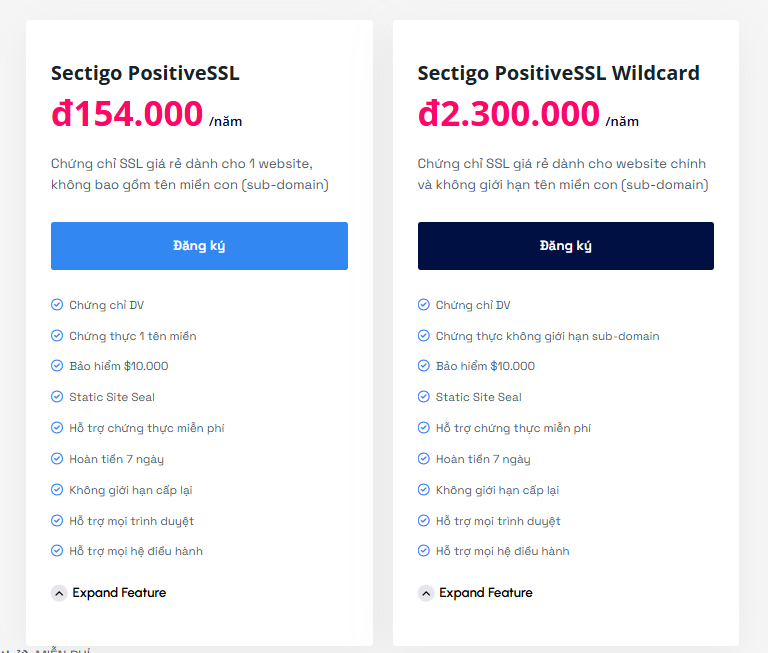 Sectigo PositiveSSL
đ154.000 /năm
Chứng chỉ SSL giá rẻ dành cho 1 website,
không bao gồm tên miền con (sub-domain)
Đăng ký
Chứng chỉ DV
Chứng thực 1 tên miền
Bảo hiểm $10.000
Static Site Seal
Hỗ trợ chứng thực miễn phí
Hoàn tiền 7 ngày
Không giới hạn cấp lại
Hỗ trợ mọi trình duyệt
Hỗ trợ mọi hệ điều hành
Expand Feature
Sectigo PositiveSSL Wildcard
đ2.300.000 /năm
Chứng chỉ SSL giá rẻ dành cho website chính
và không giới hạn tên miền con (sub-domain)
Đăng ký
Chứng chỉ DV
Chứng thực không giới hạn sub-domain
Bảo hiểm $10.000
Static Site Seal
Hỗ trợ chứng thực miễn phí
Hoàn tiền 7 ngày
Không giới hạn cấp lại
Hỗ trợ mọi trình duyệt
Hỗ trợ mọi hệ điều hành
Expand Feature
MIỄN PHÍ